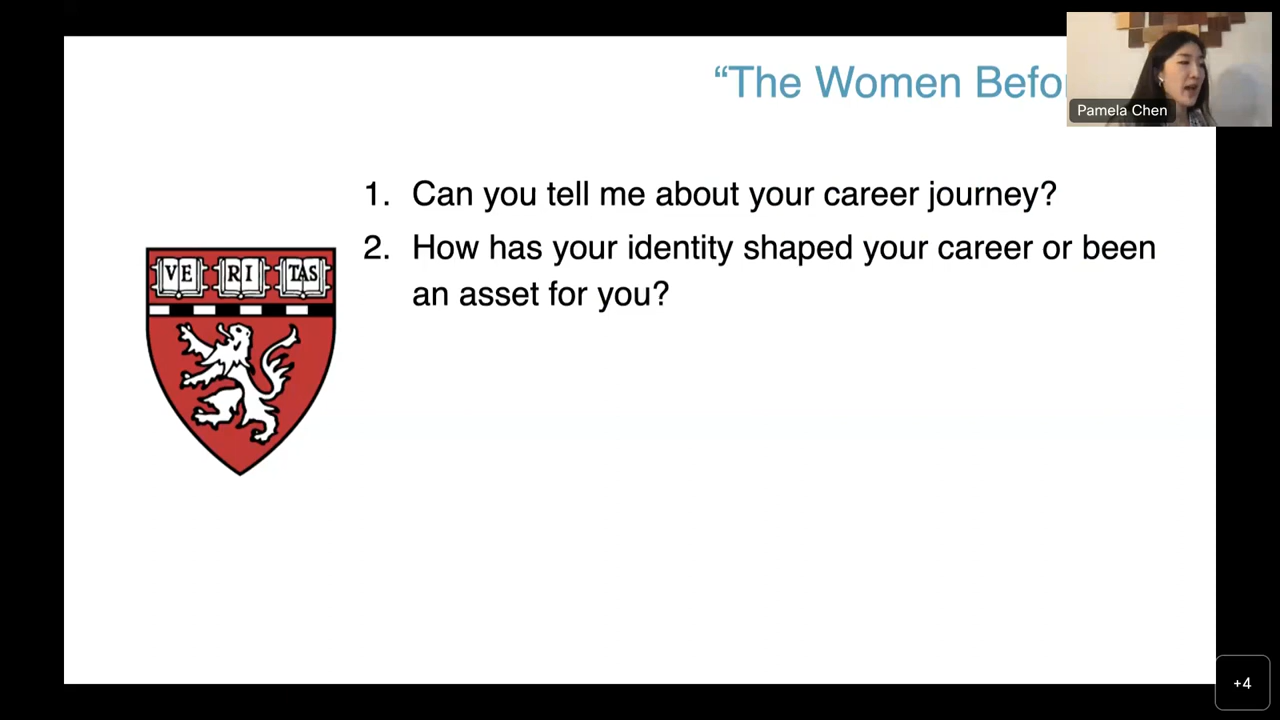 “The Women Befo
Pamela Chen
1. Can you tell me about your career journey?
2. How has your identity shaped your career or been
an asset for you?
VE RI TAS
+4